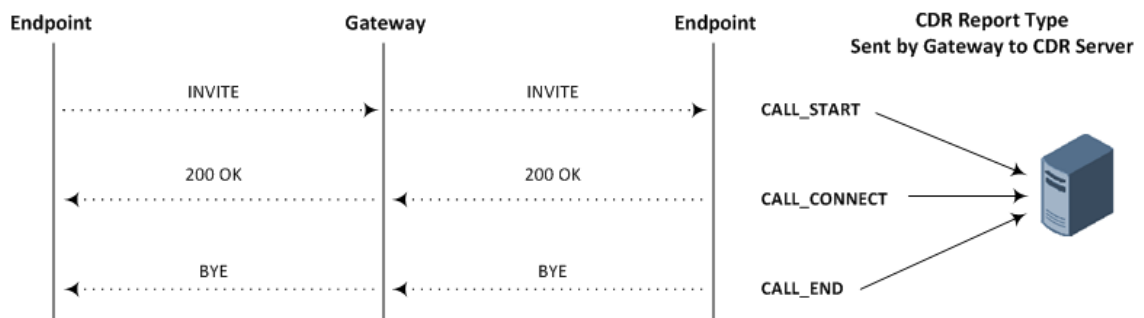 Endpoint
Gateway
Endpoint
CDR Report Type
Sent by Gateway to CDR Server
INVITE
INVITE
CALL_START
200 OK
200 OK
CALL_CONNECT
BYE
BYE
CALL_END